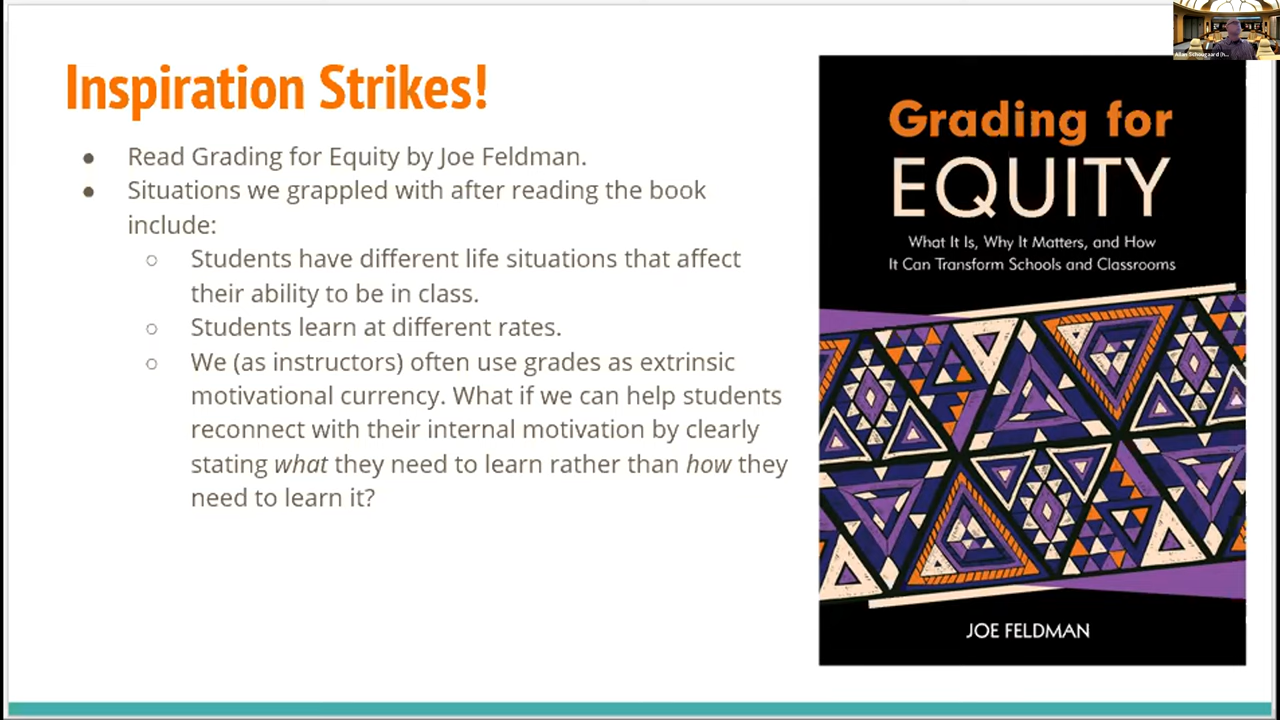 Inspiration Strikes!
● Read Grading for Equity by Joe Feldman.
● Situations we grappled with after reading the book
include:
○ Students have different life situations that affect
their ability to be in class.
○ Students learn at different rates.
○ We (as instructors) often use grades as extrinsic
motivational currency. What if we can help students
reconnect with their internal motivation by clearly
stating what they need to learn rather than how they
need to learn it?
Grading for
EQUITY
What It Is, Why It Matters, and How
It Can Transform Schools and Classrooms
JOE FELDMAN